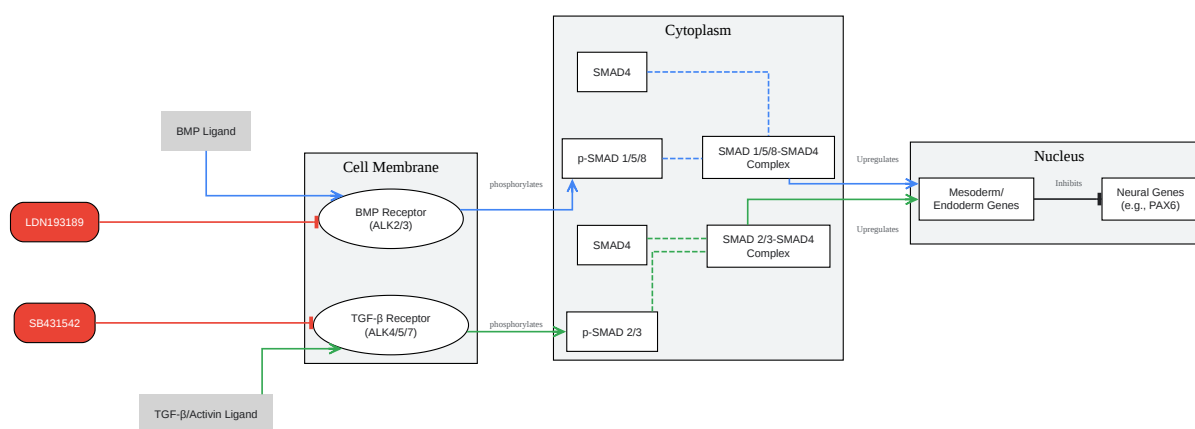 Cytoplasm
SMAD4
BMP Ligand
p-SMAD 1/5/8
SMAD 1/5/8-SMAD4
Complex
Upregulates
Nucleus
Cell Membrane
phosphorylates
Inhibits
Mesoderm/
Endoderm Genes
Neural Genes
(e.g., PAX6)
LDN193189
BMP Receptor
(ALK2/3)
SMAD4
SMAD 2/3-SMAD4
Complex
Upregulates
SB431542
TGF-β Receptor
(ALK4/5/7)
phosphorylates
p-SMAD 2/3
TGF-β/Activin Ligand